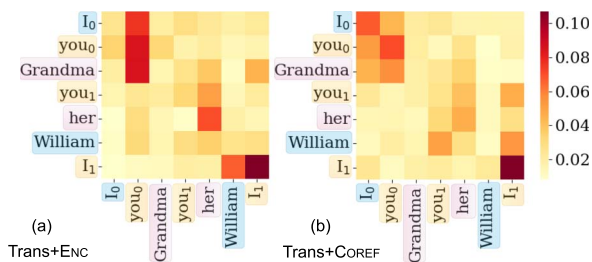 I0
you0
Grandma
you1
her
William
I1
I0
you0
Grandma
you1
her
William
I1
(a)
Trans+ENC
I0
you0
Grandma
you1
her
William
I1
I0
you0
Grandma
you1
her
William
I1
(b)
Trans+COREF
0.10
0.08
0.06
0.04
0.02